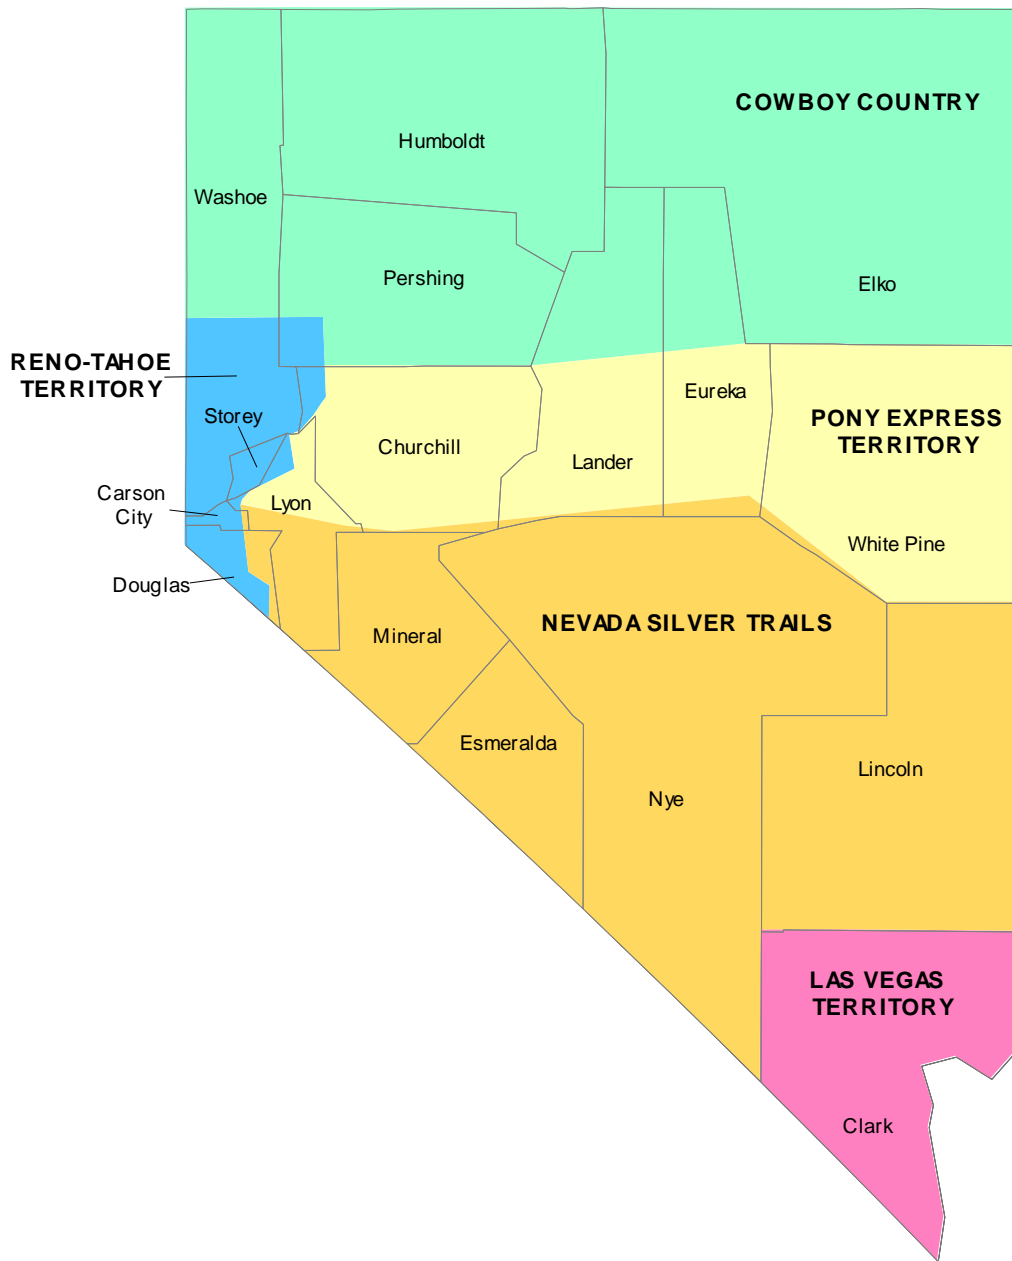 COWBOY COUNTRY
Humboldt
Washoe
Pershing
Elko
RENO-TAHOE
TERRITORY
Storey
Eureka
PONY EXPRESS
TERRITORY
Churchill
Lander
Carson
City
Lyon
White Pine
Douglas
NEVADA SILVER TRAILS
Mineral
Esmeralda
Lincoln
Nye
LAS VEGAS
TERRITORY
Clark